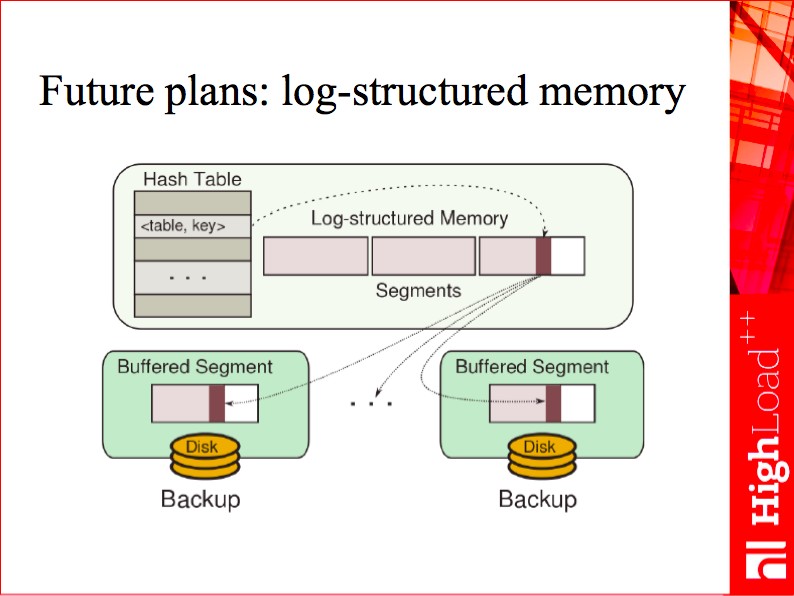 Future plans: log-structured memory
Hash Table
<table, key>
. . .
Log-structured Memory
Segments
Buffered Segment
Disk
Backup
. . .
Buffered Segment
Disk
Backup
HighLoad++